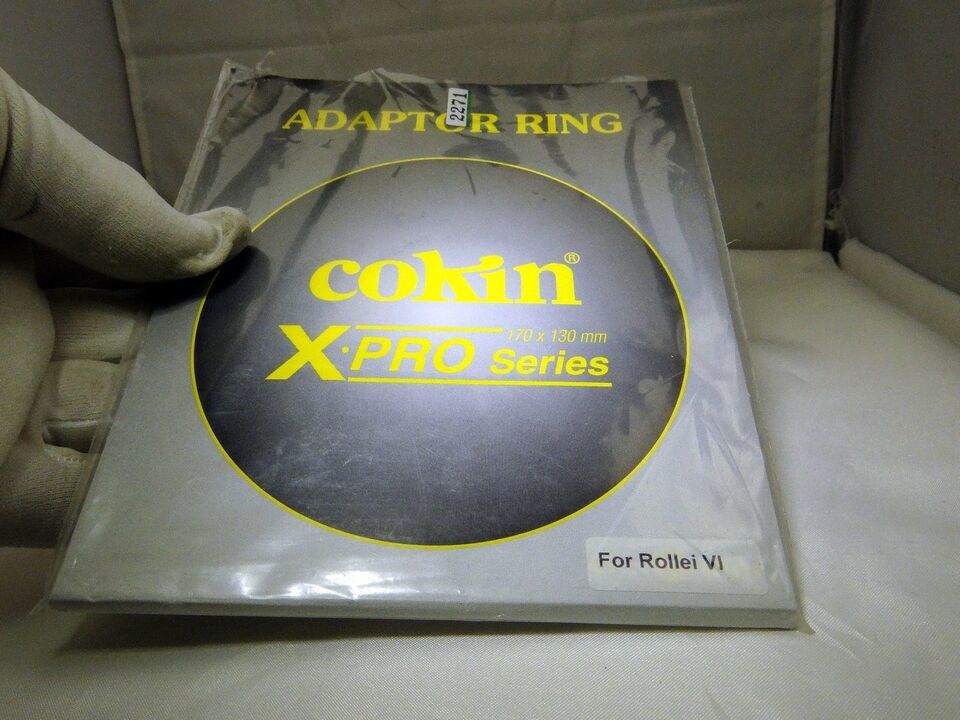 2271
ADAPTOR RING
cokin®
170 x 130 mm
X·PRO Series
For Rollei VI